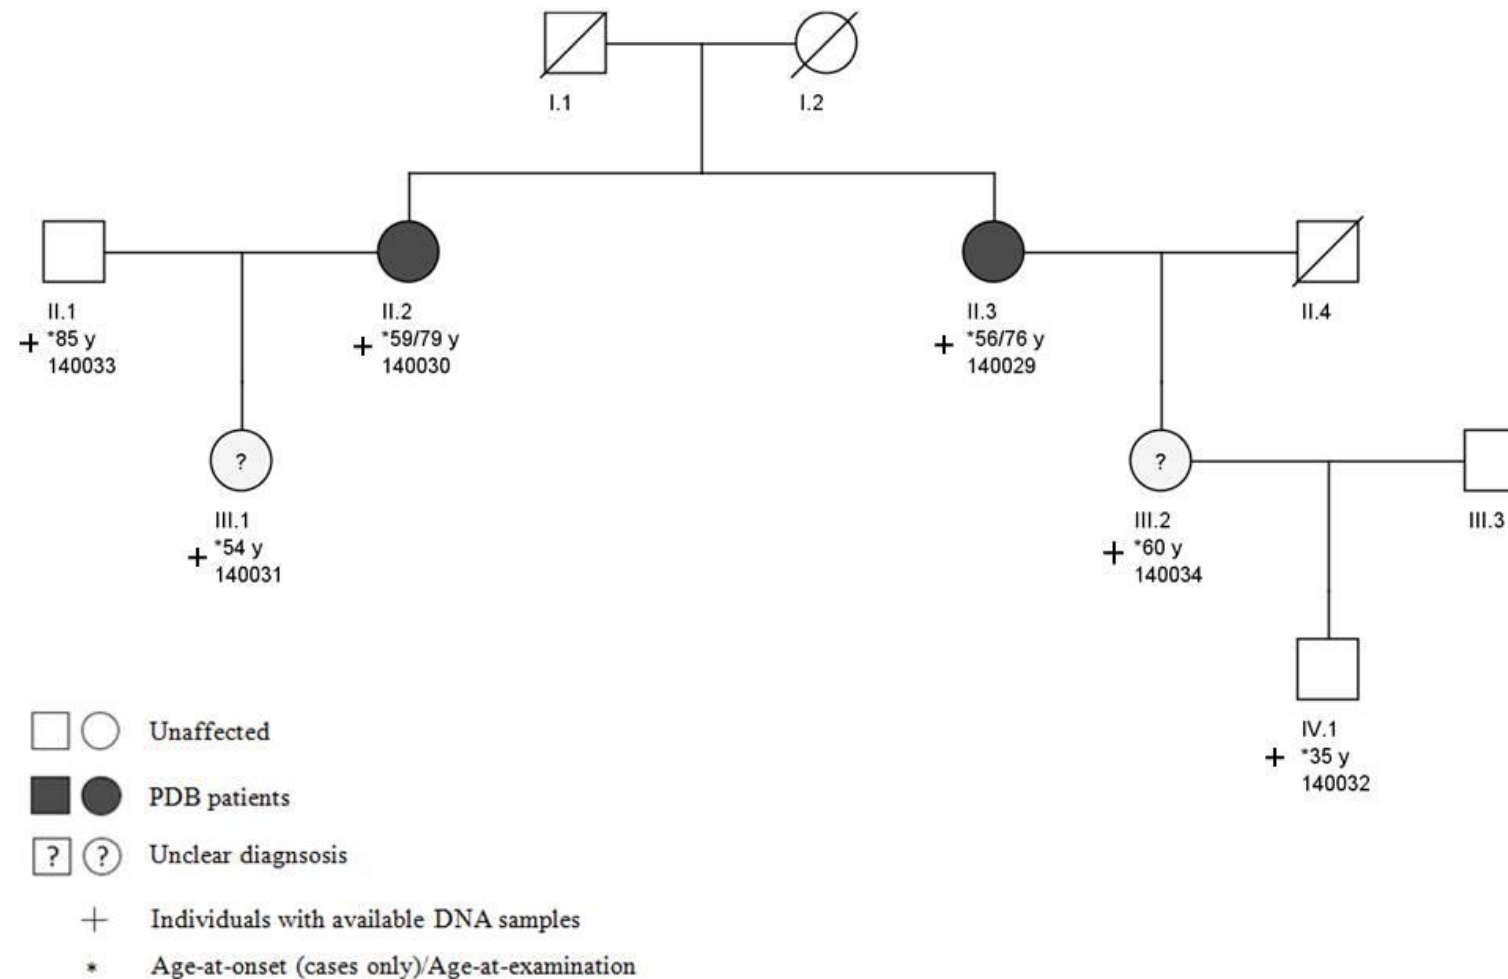 I.1
I.2
II.1
+ *85 y
140033
II.2
+ *59/79 y
140030
II.3
+ *56/76 y
140029
II.4
?
III.1
+ *54 y
140031
?
III.2
+ *60 y
140034
III.3
IV.1
+ *35 y
140032
Unaffected
PDB patients
? ? Unclear diagnsosis
+ Individuals with available DNA samples
* Age-at-onset (cases only)/Age-at-examination